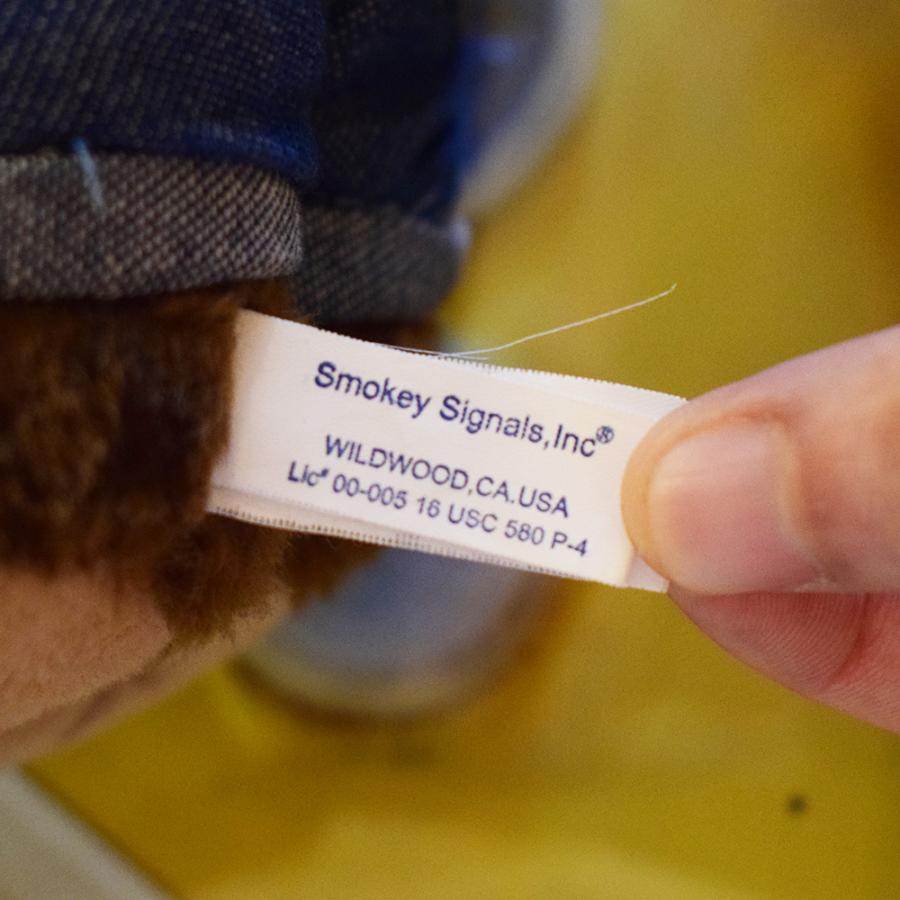 Smokey Signals,Inc®
WILDWOOD,CA.USA
Lic# 00-005 16 USC 580 P-4